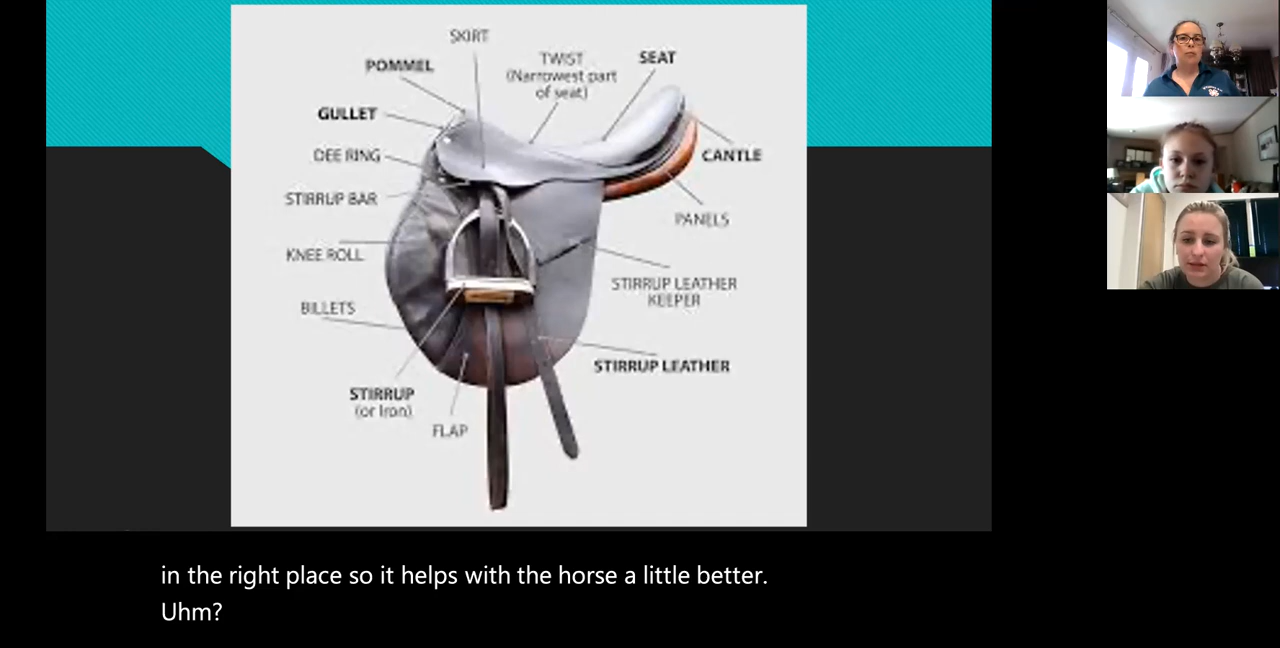 SKIRT
POMMEL
TWIST
(Narrowest part
of seat)
SEAT
GULLET
DEE RING
CANTLE
STIRRUP BAR
PANELS
KNEE ROLL
STIRRUP LEATHER
KEEPER
BILLETS
STIRRUP LEATHER
STIRRUP
(or Iron)
FLAP
in the right place so it helps with the horse a little better.
Uhm?